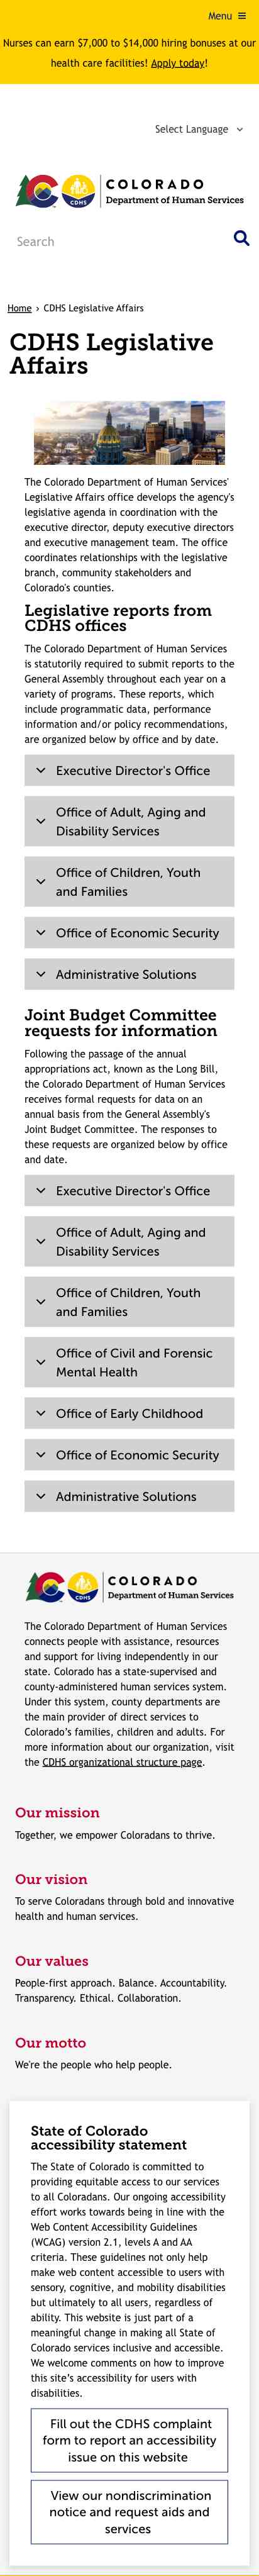 Menu
Nurses can earn $7,000 to $14,000 hiring bonuses at our
health care facilities! Apply today!
Select Language
COLORADO
CDHS
Department of Human Services
Search
Home › CDHS Legislative Affairs
CDHS Legislative
Affairs
The Colorado Department of Human Services'
Legislative Affairs office develops the agency's
legislative agenda in coordination with the
executive director, deputy executive directors
and executive management team. The office
coordinates relationships with the legislative
branch, community stakeholders and
Colorado's counties.
Legislative reports from
CDHS offices
The Colorado Department of Human Services
is statutorily required to submit reports to the
General Assembly throughout each year on a
variety of programs. These reports, which
include programmatic data, performance
information and/or policy recommendations,
are organized below by office and by date.
Executive Director's Office
Office of Adult, Aging and
Disability Services
Office of Children, Youth
and Families
Office of Economic Security
Administrative Solutions
Joint Budget Committee
requests for information
Following the passage of the annual
appropriations act, known as the Long Bill,
the Colorado Department of Human Services
receives formal requests for data on an
annual basis from the General Assembly's
Joint Budget Committee. The responses to
these requests are organized below by office
and date.
Executive Director's Office
Office of Adult, Aging and
Disability Services
Office of Children, Youth
and Families
Office of Civil and Forensic
Mental Health
Office of Early Childhood
Office of Economic Security
Administrative Solutions
COLORADO
CDHS
Department of Human Services
The Colorado Department of Human Services
connects people with assistance, resources
and support for living independently in our
state. Colorado has a state-supervised and
county-administered human services system.
Under this system, county departments are
the main provider of direct services to
Colorado’s families, children and adults. For
more information about our organization, visit
the CDHS organizational structure page.
Our mission
Together, we empower Coloradans to thrive.
Our vision
To serve Coloradans through bold and innovative
health and human services.
Our values
People-first approach. Balance. Accountability.
Transparency. Ethical. Collaboration.
Our motto
We're the people who help people.
State of Colorado
accessibility statement
The State of Colorado is committed to
providing equitable access to our services
to all Coloradans. Our ongoing accessibility
effort works towards being in line with the
Web Content Accessibility Guidelines
(WCAG) version 2.1, levels A and AA
criteria. These guidelines not only help
make web content accessible to users with
sensory, cognitive, and mobility disabilities
but ultimately to all users, regardless of
ability. This website is just part of a
meaningful change in making all State of
Colorado services inclusive and accessible.
We welcome comments on how to improve
this site’s accessibility for users with
disabilities.
Fill out the CDHS complaint
form to report an accessibility
issue on this website
View our nondiscrimination
notice and request aids and
services